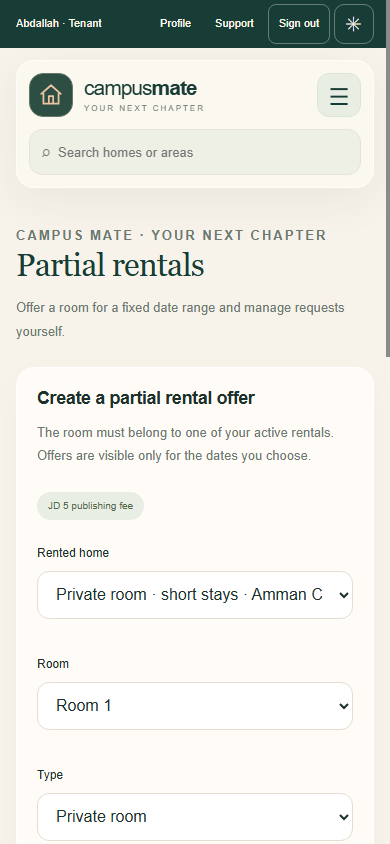 Abdallah · Tenant
Profile
Support
Sign out
campusmate
YOUR NEXT CHAPTER
Search homes or areas
CAMPUS MATE · YOUR NEXT CHAPTER
Partial rentals
Offer a room for a fixed date range and manage requests
yourself.
Create a partial rental offer
The room must belong to one of your active rentals.
Offers are visible only for the dates you choose.
JD 5 publishing fee
Rented home
Private room · short stays · Amman C
Room
Room 1
Type
Private room